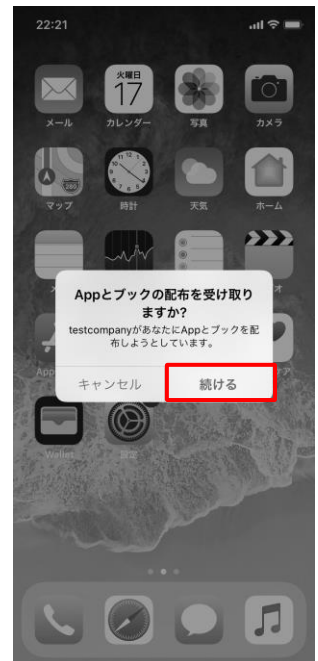 22:21
火曜日
17
メール
カレンダー
写真
カメラ
280
マップ
時計
天気
ホーム
Appとブックの配布を受け取り
ますか?
testcompanyがあなたにAppとブックを配
布しようとしています。
キャンセル
続ける
App
Wallet
設定